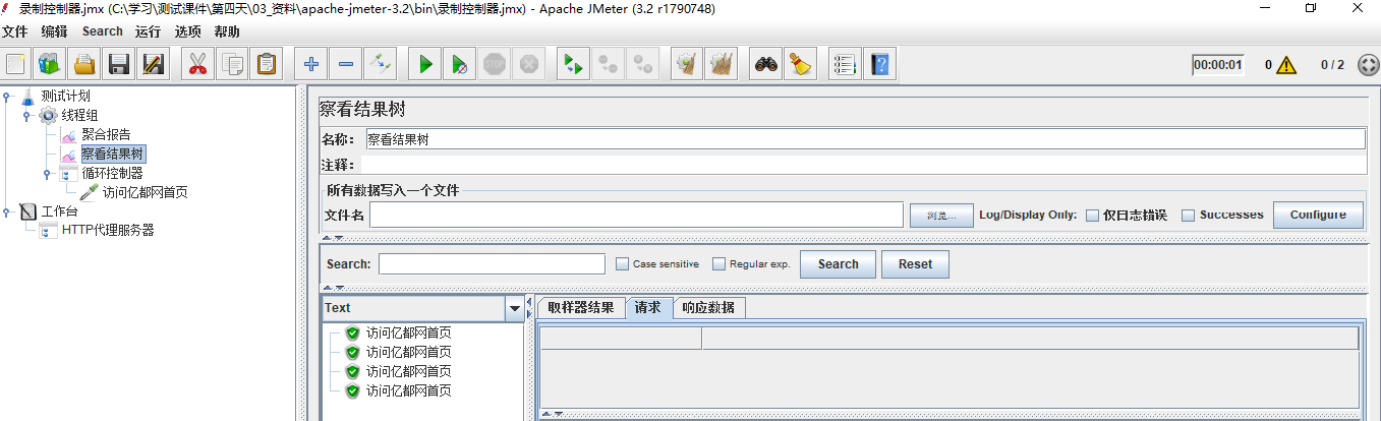 录制控制器.jmx (C:\学习\测试课件\第四天\03_资料\apache-jmeter-3.2\bin\录制控制器.jmx) - Apache JMeter (3.2 r1790748)
文件 编辑 Search 运行 选项 帮助
STOP 00:00:01 0 0 / 2
测试计划
线程组
聚合报告
察看结果树
循环控制器
访问亿都网首页
工作台
HTTP代理服务器
察看结果树
名称: 察看结果树
注释:
所有数据写入一个文件
文件名 浏览... Log/Display Only: 仅日志错误 Successes Configure
Search: Case sensitive Regular exp. Search Reset
Text
取样器结果 请求 响应数据
访问亿都网首页
访问亿都网首页
访问亿都网首页
访问亿都网首页